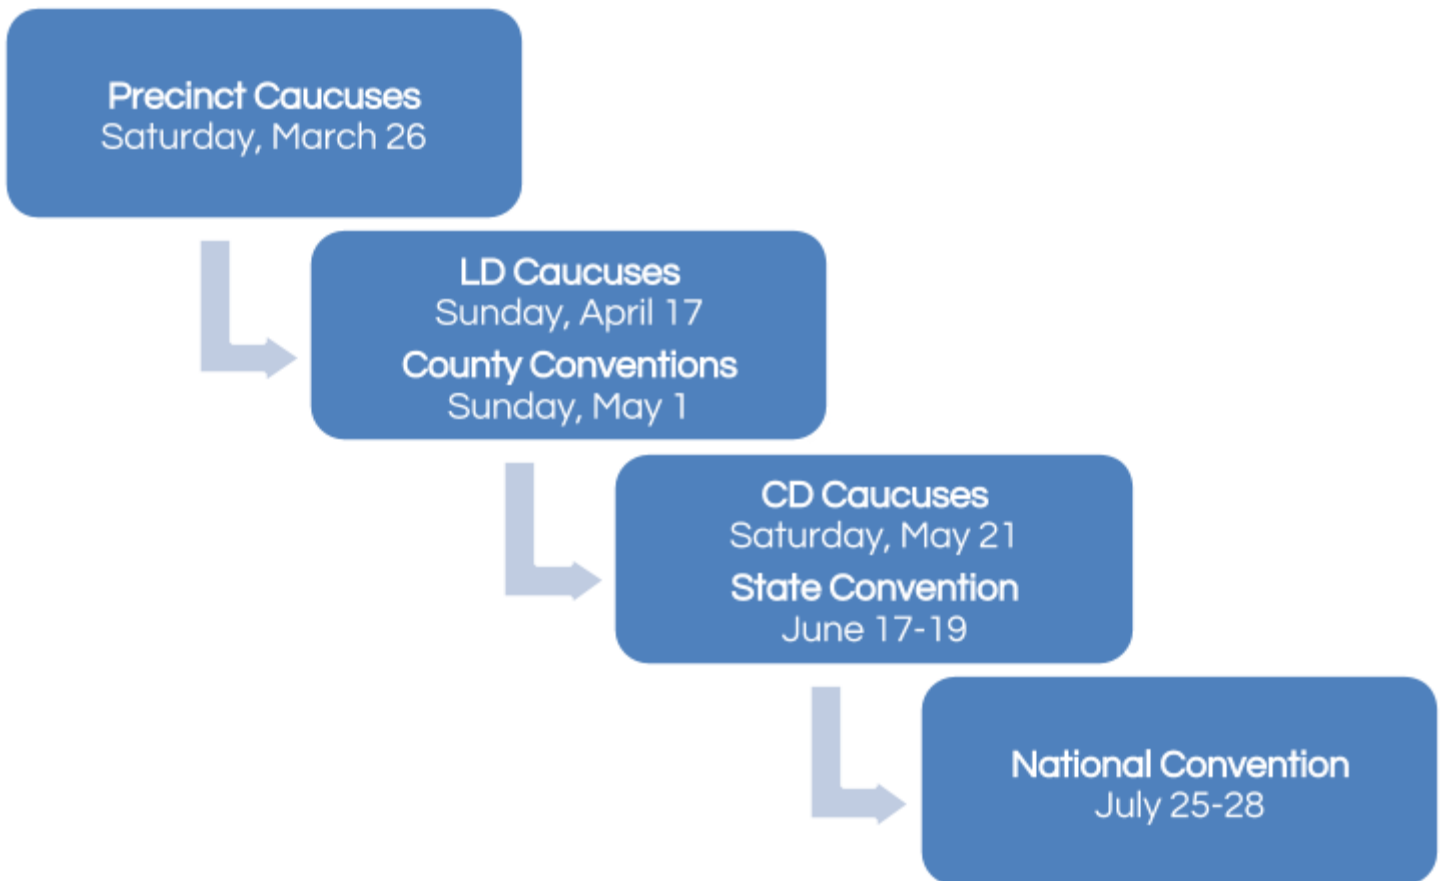 Precinct Caucuses
Saturday, March 26
LD Caucuses
Sunday, April 17
County Conventions
Sunday, May 1
CD Caucuses
Saturday, May 21
State Convention
June 17-19
National Convention
July 25-28